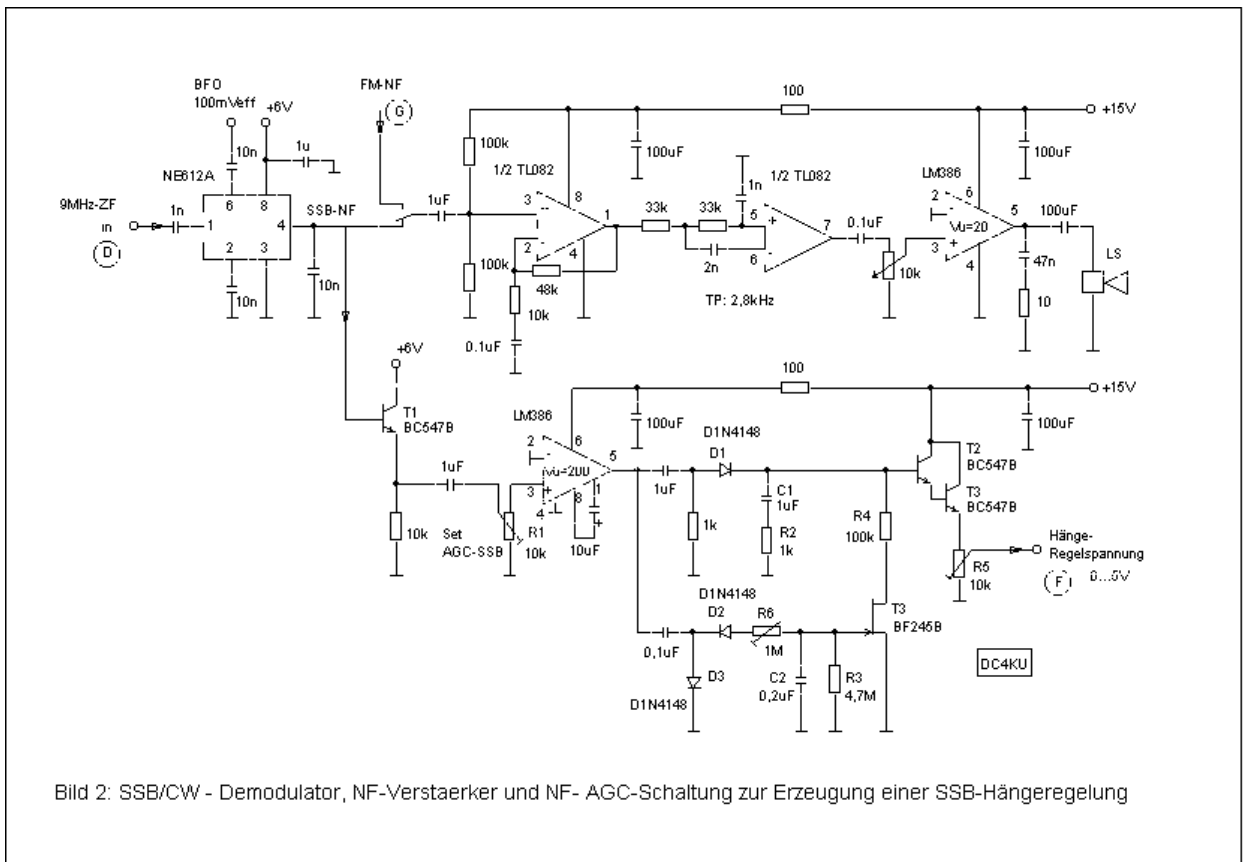 BFO
100mVeff
+6V
FM-NF
G
100
+15V
10n
1u
100k
100uF
100uF
NE612A
1/2 TL082
1n
1/2 TL082
LM386
9MHz-ZF
in
D
1n
6
8
1
4
2
3
SSB-NF
1uF
3
8
1
2
4
33k
33k
5
7
6
0.1uF
2
6
5
Vu=20
3
4
100uF
10n
10n
100k
48k
10k
0.1uF
2n
TP: 2,8kHz
10k
47n
10
LS
+6V
100
+15V
T1
BC547B
LM386
100uF
100uF
D1N4148
D1
T2
BC547B
2
6
5
Vu=200
3
1
8
4
1uF
1uF
C1
1uF
T3
BC547B
R4
100k
10k
Set
AGC-SSB
R1
10k
10uF
1k
R2
1k
R5
10k
Hänge-
Regelspannung
F
0...5V
D1N4148
D2
R6
1M
T3
BF245B
0,1uF
D3
D1N4148
C2
0,2uF
R3
4,7M
DC4KU
Bild 2: SSB/CW - Demodulator, NF-Verstaerker und NF- AGC-Schaltung zur Erzeugung einer SSB-Hängeregelung